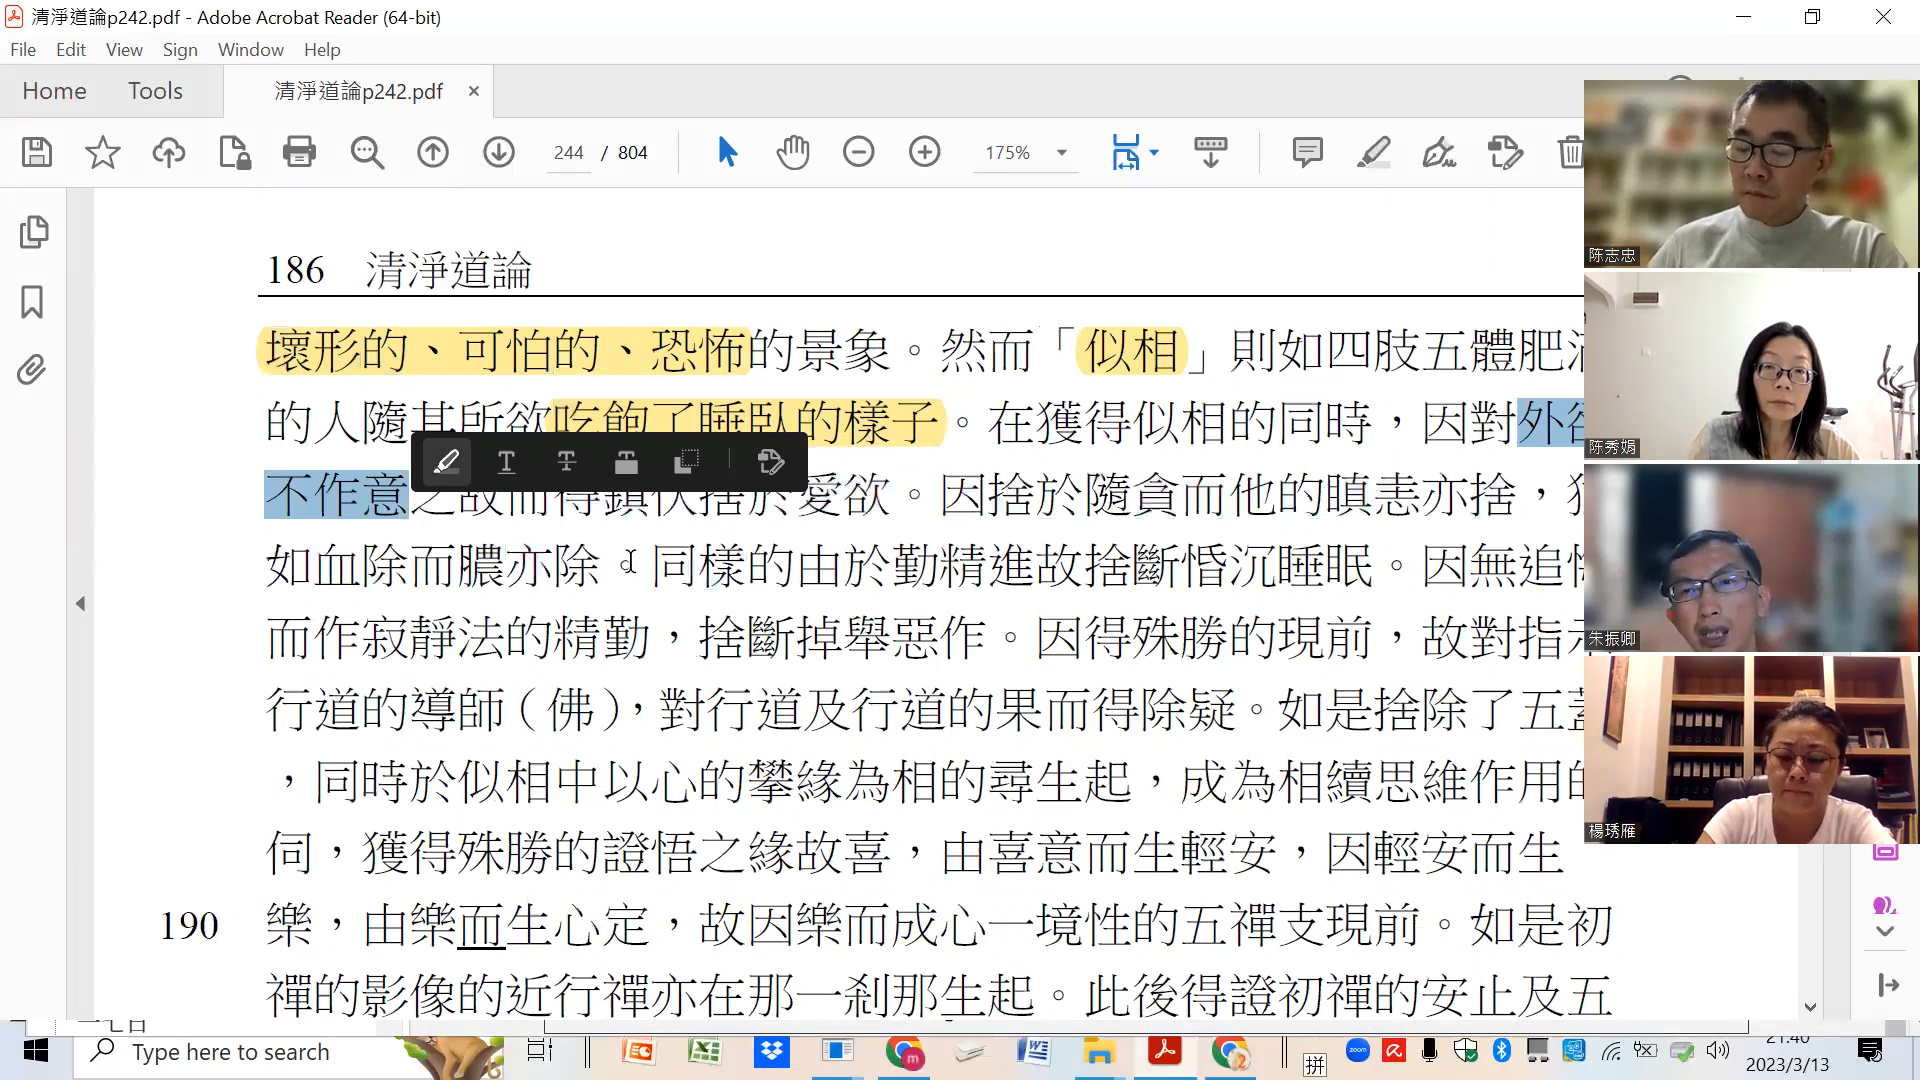 清淨道論p242.pdf - Adobe Acrobat Reader (64-bit)
File Edit View Sign Window Help
Home Tools 清淨道論p242.pdf ×
244 / 804 175%
186 清淨道論
壞形的、可怕的、恐怖的景象。然而「似相」則如四肢五體肥
的人隨其所欲吃飽了睡臥的樣子。在獲得似相的同時，因對外
不作意之故而得鎮伏捨於愛欲。因捨於隨貪而他的瞋恚亦捨，
如血除而膿亦除 同樣的由於勤精進故捨斷惛沉睡眠。因無追
而作寂靜法的精勤，捨斷掉舉惡作。因得殊勝的現前，故對指
行道的導師（佛），對行道及行道的果而得除疑。如是捨除了五
，同時於似相中以心的攀緣為相的尋生起，成為相續思維作用
伺，獲得殊勝的證悟之緣故喜，由喜意而生輕安，因輕安而生
190 樂，由樂而生心定，故因樂而成心一境性的五禪支現前。如是初
禪的影像的近行禪亦在那一剎那生起。此後得證初禪的安止及五
陈志忠
陈秀娟
朱振卿
楊琇雁
Type here to search
zoom
拼
21:40
2023/3/13